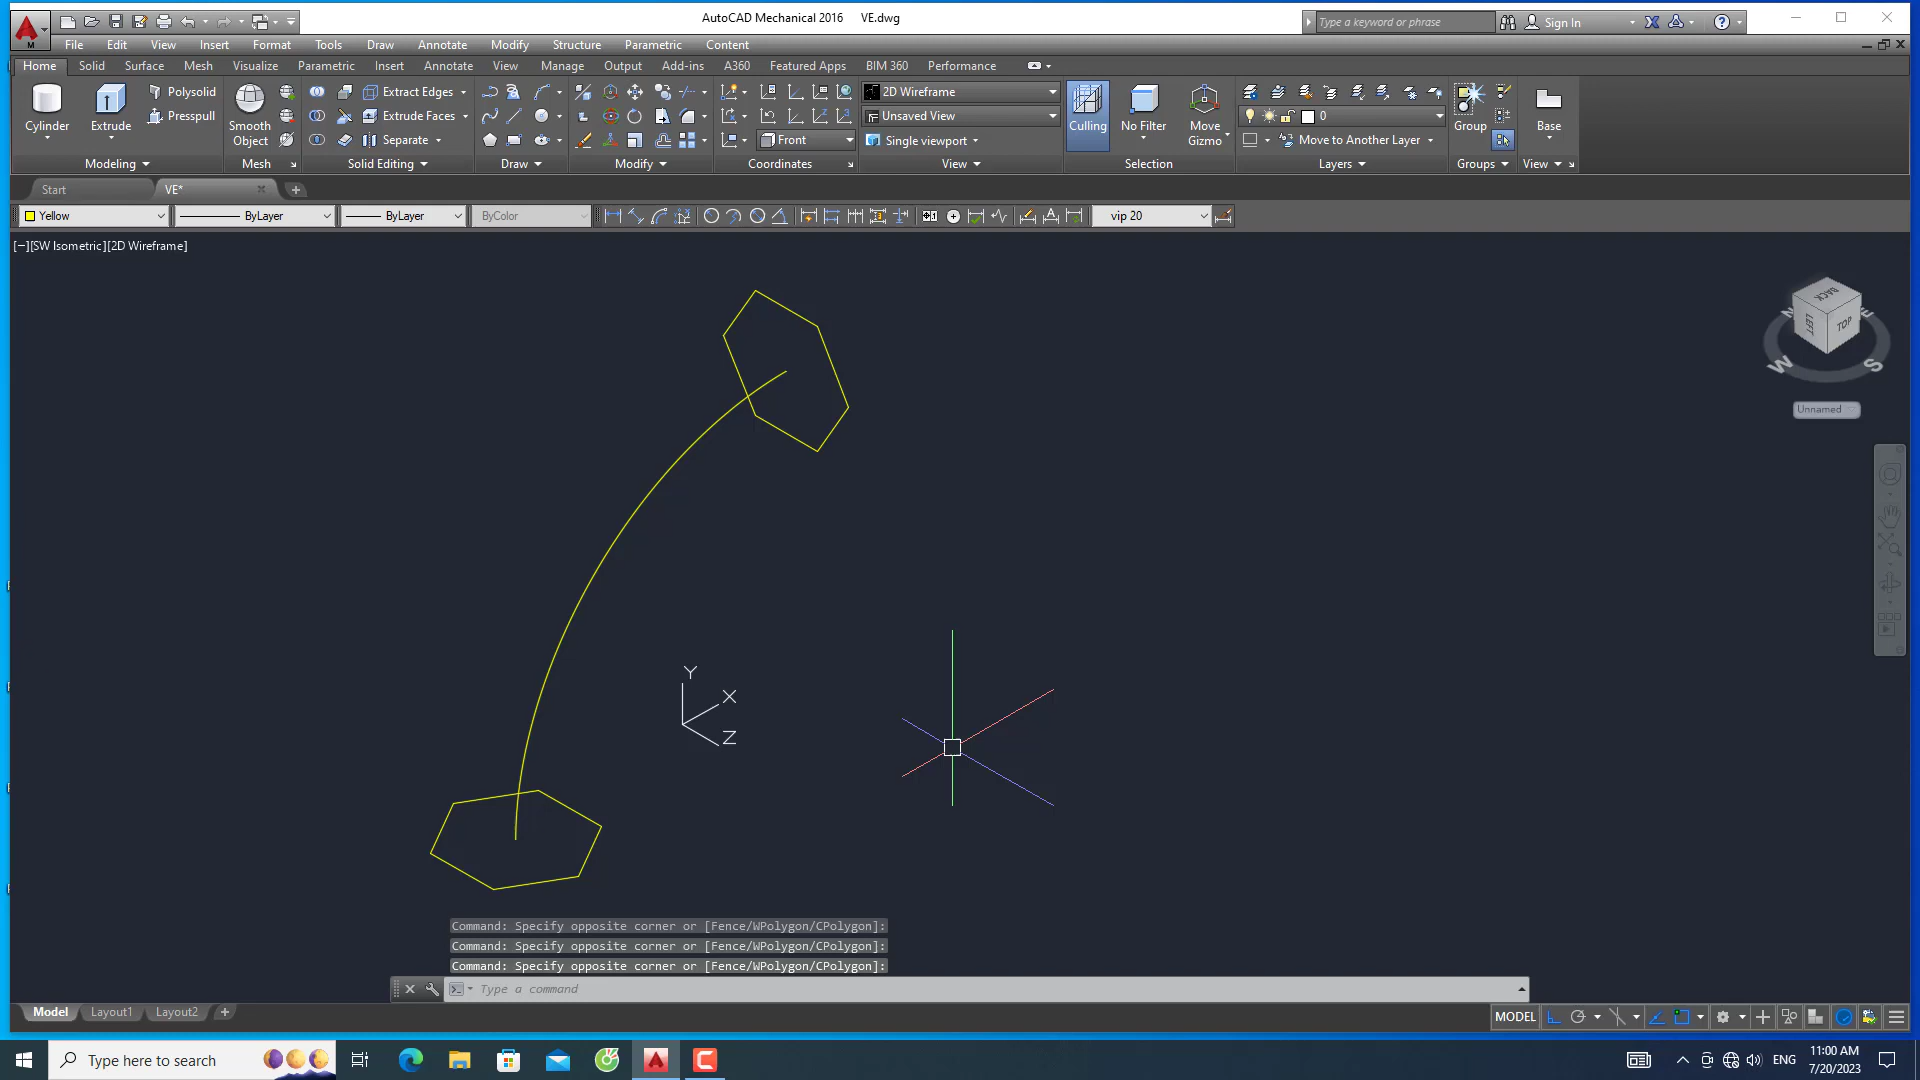 AutoCAD Mechanical 2016 VE.dwg
Type a keyword or phrase
Sign In
M
File Edit View Insert Format Tools Draw Annotate Modify Structure Parametric Content
Home Solid Surface Mesh Visualize Parametric Insert Annotate View Manage Output Add-ins A360 Featured Apps BIM 360 Performance
Cylinder
Extrude
Polysolid
Presspull
Smooth
Object
Extract Edges
Extrude Faces
Separate
Front
2D Wireframe
Unsaved View
Single viewport
Culling
No Filter
Move
Gizmo
0
Move to Another Layer
Group
Base
Modeling Mesh Solid Editing Draw Modify Coordinates View Selection Layers Groups View
Start VE*
Yellow ByLayer ByLayer ByColor vip 20
[−][SW Isometric][2D Wireframe]
BACK
LEFT
TOP
N
E
W
S
Unnamed
Y
X
Z
Command: Specify opposite corner or [Fence/WPolygon/CPolygon]:
Command: Specify opposite corner or [Fence/WPolygon/CPolygon]:
Command: Specify opposite corner or [Fence/WPolygon/CPolygon]:
Type a command
Model Layout1 Layout2
MODEL
Type here to search
ENG
11:00 AM
7/20/2023